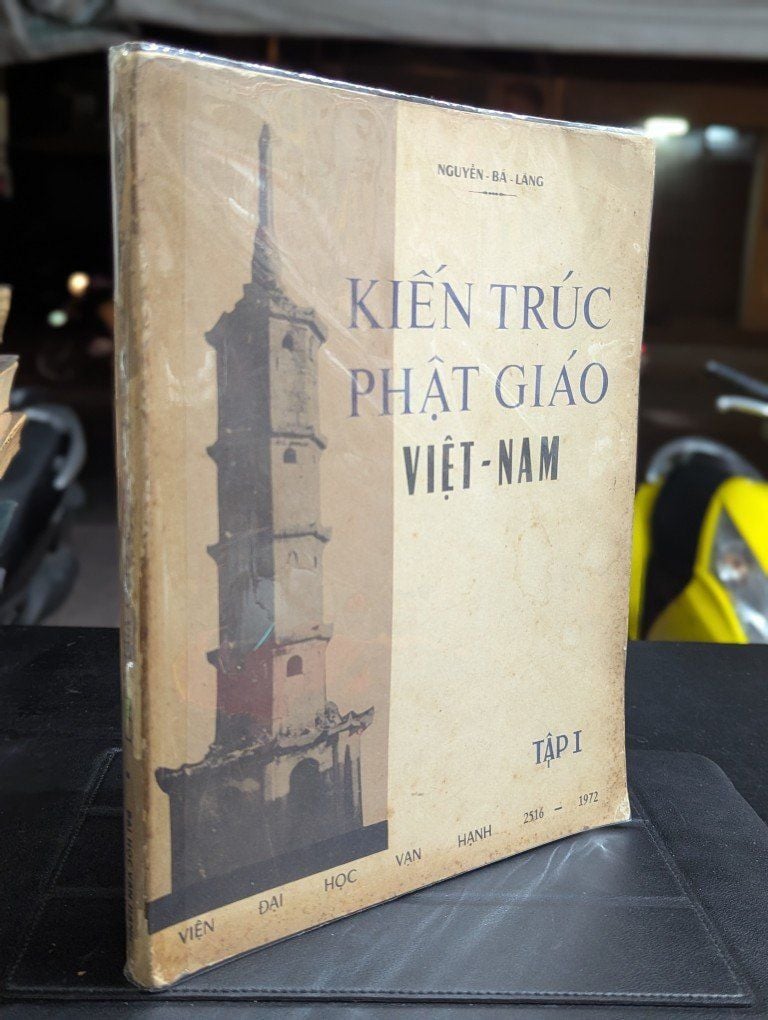 NGUYỄN - BÁ - LĂNG
KIẾN TRÚC
PHẬT GIÁO
VIỆT - NAM
TẬP I
VIỆN ĐẠI HỌC VẠN HẠNH 2516 — 1972